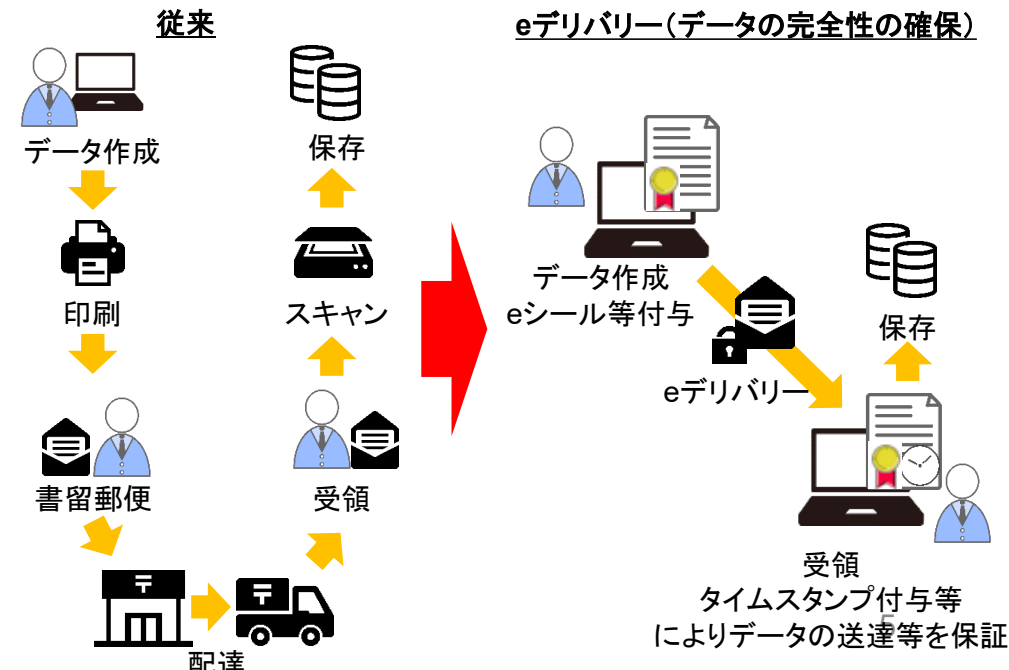 従来
データ作成
印刷
書留郵便
配達
受領
スキャン
保存
eデリバリー(データの完全性の確保)
データ作成
eシール等付与
eデリバリー
保存
受領
タイムスタンプ付与等
によりデータの送達等を保証
5